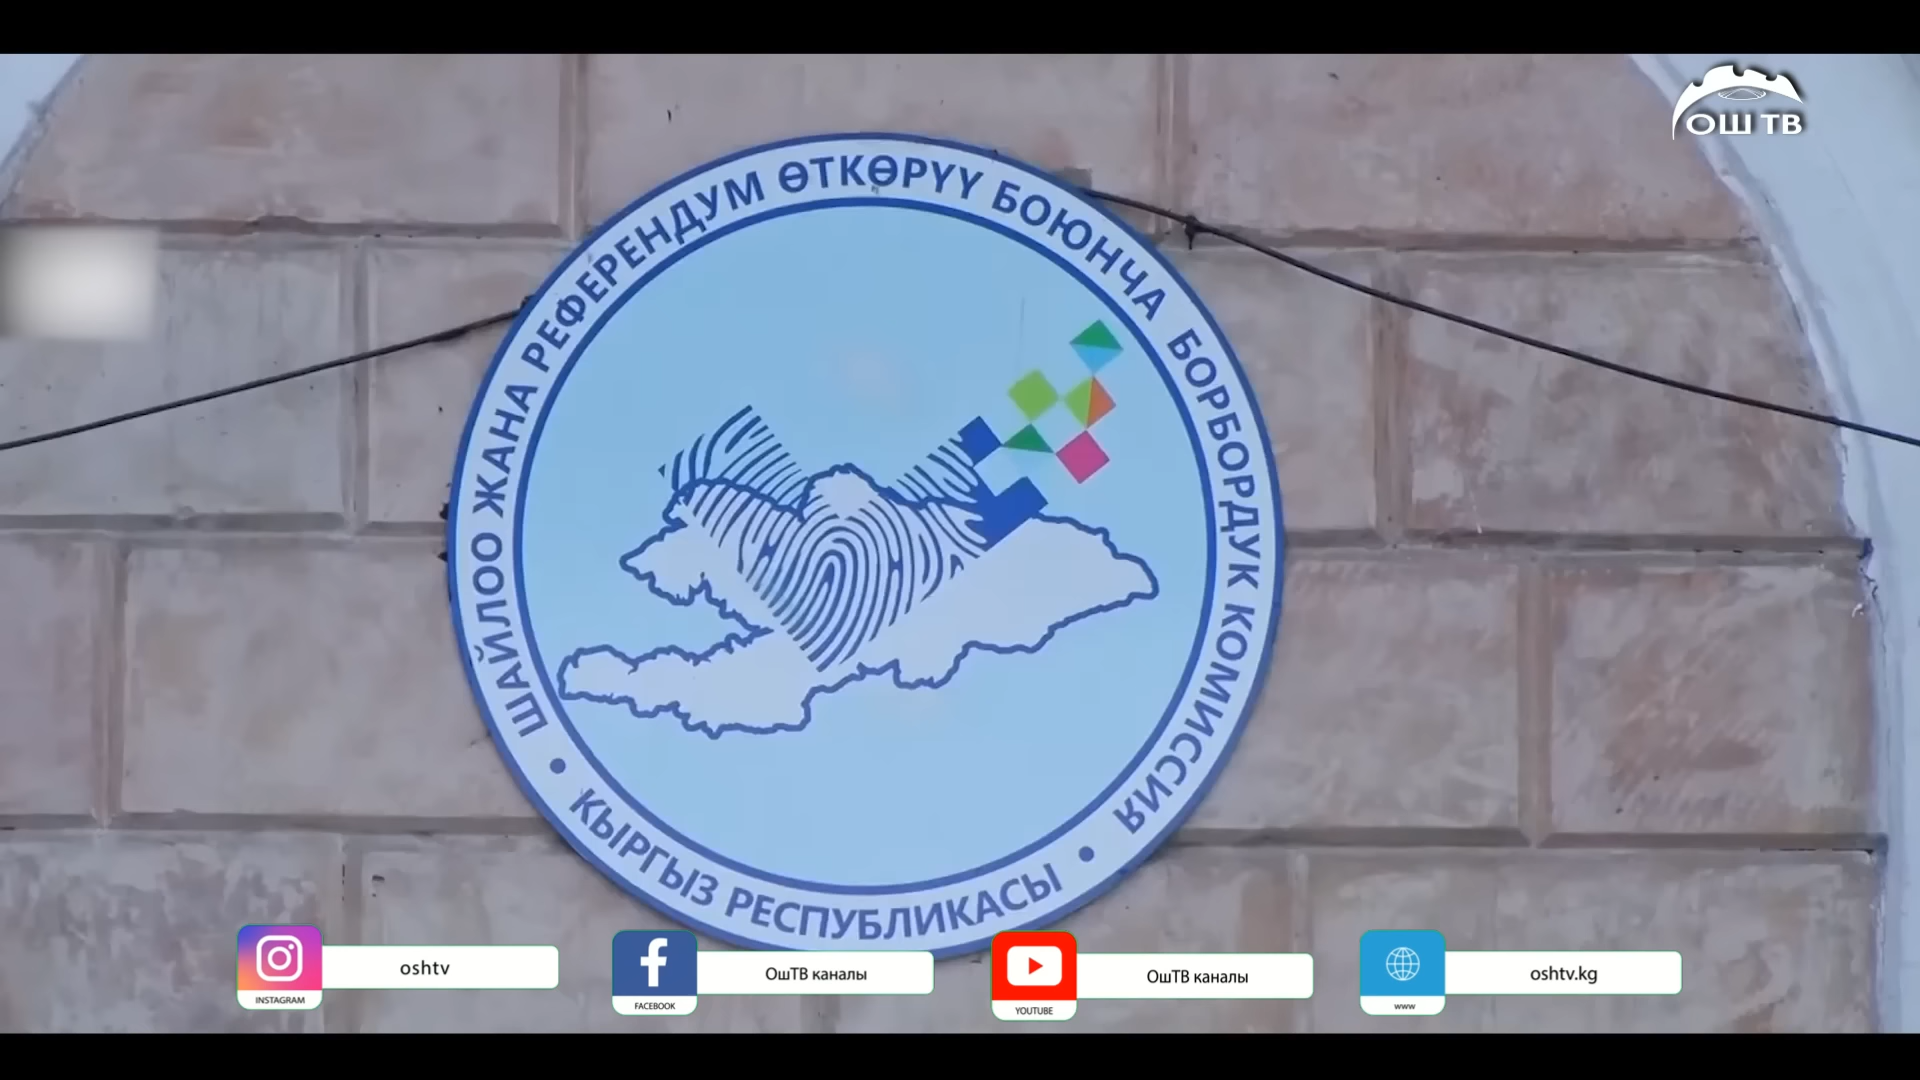 ОШ ТВ
ШАЙЛОО ЖАНА РЕФЕРЕНДУМ ӨТКӨРҮҮ БОЮНЧА БОРБОРДУК КОМИССИЯ
• КЫРГЫЗ РЕСПУБЛИКАСЫ •
oshtv
INSTAGRAM
ОшТВ каналы
FACEBOOK
ОшТВ каналы
YOUTUBE
oshtv.kg
www